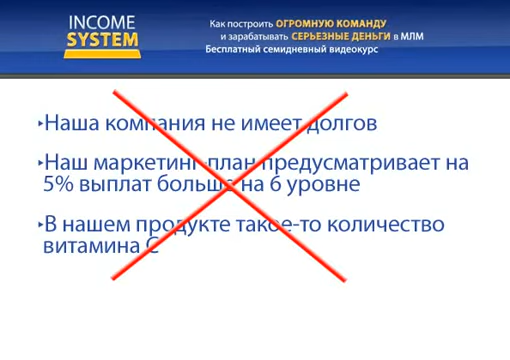 INCOME
SYSTEM
Как построить ОГРОМНУЮ КОМАНДУ
и зарабатывать СЕРЬЕЗНЫЕ ДЕНЬГИ в МЛМ
Бесплатный семидневный видеокурс
Наша компания не имеет долгов
Наш маркетинг-план предусматривает на
5% выплат больше на 6 уровне
В нашем продукте такое-то количество
витамина С